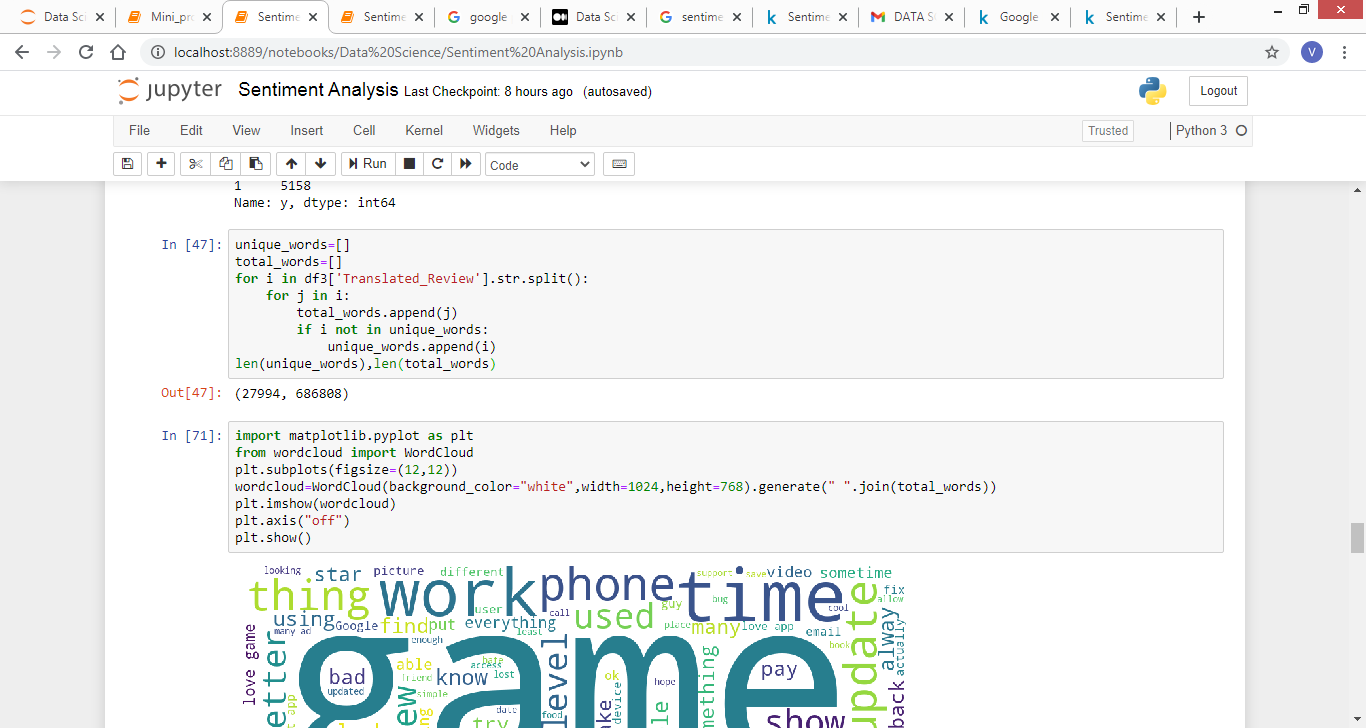 Data Sci
Mini_pro
Sentime
Sentime
google
Data Sc
sentime
Sentime
DATA S
Google
Sentime
localhost:8889/notebooks/Data%20Science/Sentiment%20Analysis.ipynb
V
jupyter Sentiment Analysis Last Checkpoint: 8 hours ago (autosaved)
Logout
File Edit View Insert Cell Kernel Widgets Help
Trusted
Python 3
Run
Code
1 5158
Name: y, dtype: int64
In [47]:
unique_words=[]
total_words=[]
for i in df3['Translated_Review'].str.split():
for j in i:
total_words.append(j)
if i not in unique_words:
unique_words.append(i)
len(unique_words),len(total_words)
Out[47]: (27994, 686808)
In [71]:
import matplotlib.pyplot as plt
from wordcloud import WordCloud
plt.subplots(figsize=(12,12))
wordcloud=WordCloud(background_color="white",width=1024,height=768).generate(" ".join(total_words))
plt.imshow(wordcloud)
plt.axis("off")
plt.show()
looking
star
picture
different
thing
work
phone
time
support
save
video
sometime
fix
allow
user
call
used
guy
bug
cool
using
Google
find
put
everything
least
place
many
love app
email
many ad
enough
book
update
alway
actually
love game
game
level
able
hate
access
know
lost
friend
simple
bad
updated
ok
device
hope
pay
back
app
date
food
try
show